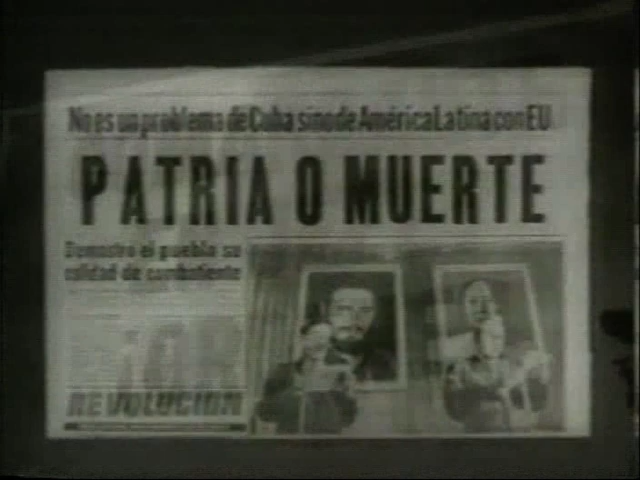 No es un problema de Cuba sino de América Latina con EU
PATRIA O MUERTE
Demostro el pueblo su
calidad de combatiente
REVOLUCION